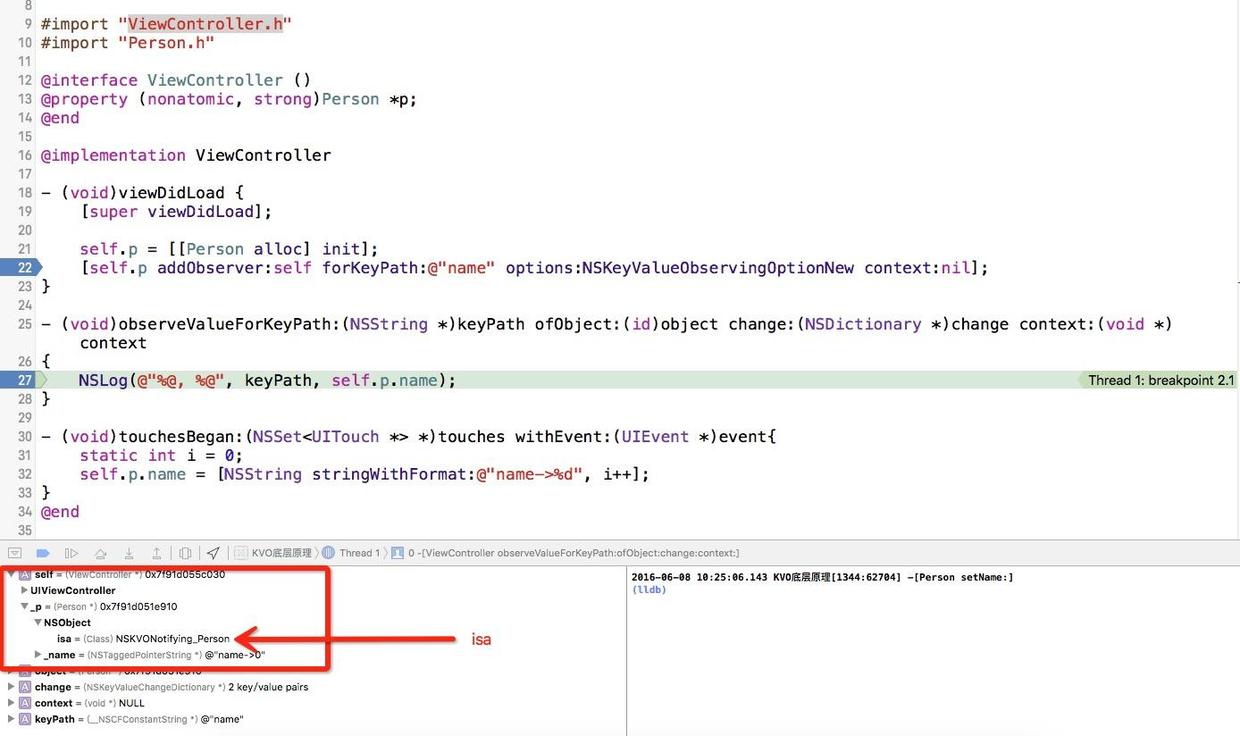 8
9 #import "ViewController.h"
10 #import "Person.h"
11
12 @interface ViewController ()
13 @property (nonatomic, strong)Person *p;
14 @end
15
16 @implementation ViewController
17
18 - (void)viewDidLoad {
19 [super viewDidLoad];
20
21 self.p = [[Person alloc] init];
22 [self.p addObserver:self forKeyPath:@"name" options:NSKeyValueObservingOptionNew context:nil];
23 }
24
25 - (void)observeValueForKeyPath:(NSString *)keyPath ofObject:(id)object change:(NSDictionary *)change context:(void *)
context
26 {
27 NSLog(@"%@, %@", keyPath, self.p.name); Thread 1: breakpoint 2.1
28 }
29
30 - (void)touchesBegan:(NSSet<UITouch *> *)touches withEvent:(UIEvent *)event{
31 static int i = 0;
32 self.p.name = [NSString stringWithFormat:@"name->%d", i++];
33 }
34 @end
35
KVO底层原理 Thread 1 0 -[ViewController observeValueForKeyPath:ofObject:change:context:]
self = (ViewController *) 0x7f91d055c030
UIViewController
_p = (Person *) 0x7f91d051e910
NSObject
isa = (Class) NSKVONotifying_Person
isa
_name = (NSTaggedPointerString *) @"name->0"
object = (Person *) 0x7f91d051e910
change = (NSKeyValueChangeDictionary *) 2 key/value pairs
context = (void *) NULL
keyPath = (__NSCFConstantString *) @"name"
2016-06-08 10:25:06.143 KVO底层原理[1344:62704] -[Person setName:]
(lldb)